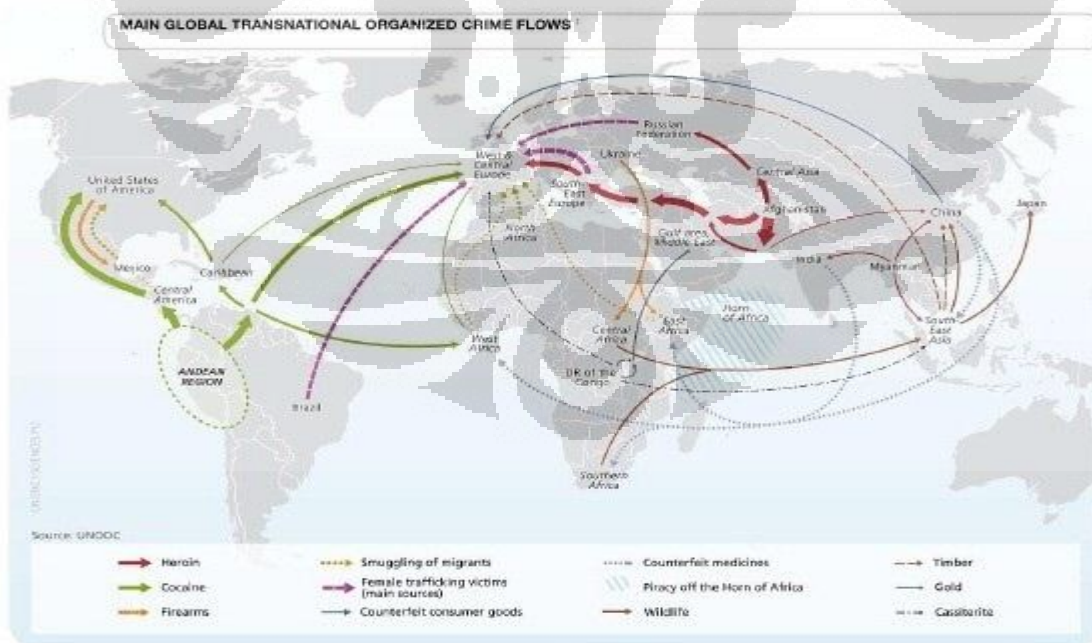 MAIN GLOBAL TRANSNATIONAL ORGANIZED CRIME FLOWS
Russian
Federation
West &
Central
Europe
Ukraine
United States
of America
South-
East
Europe
Central Asia
Afghanistan
China
Japan
North
Africa
Gulf area,
Middle East
India
Myanmar
Mexico
Caribbean
Central
America
Horn
of Africa
West
Africa
Central
Africa
East
Africa
South
East
Asia
ANDEAN
REGION
DR of the
Congo
Brazil
Southern
Africa
Source: UNODC
Heroin
Smuggling of migrants
Counterfeit medicines
Timber
Cocaine
Female trafficking victims
(main sources)
Piracy off the Horn of Africa
Gold
Firearms
Counterfeit consumer goods
Wildlife
Cassiterite